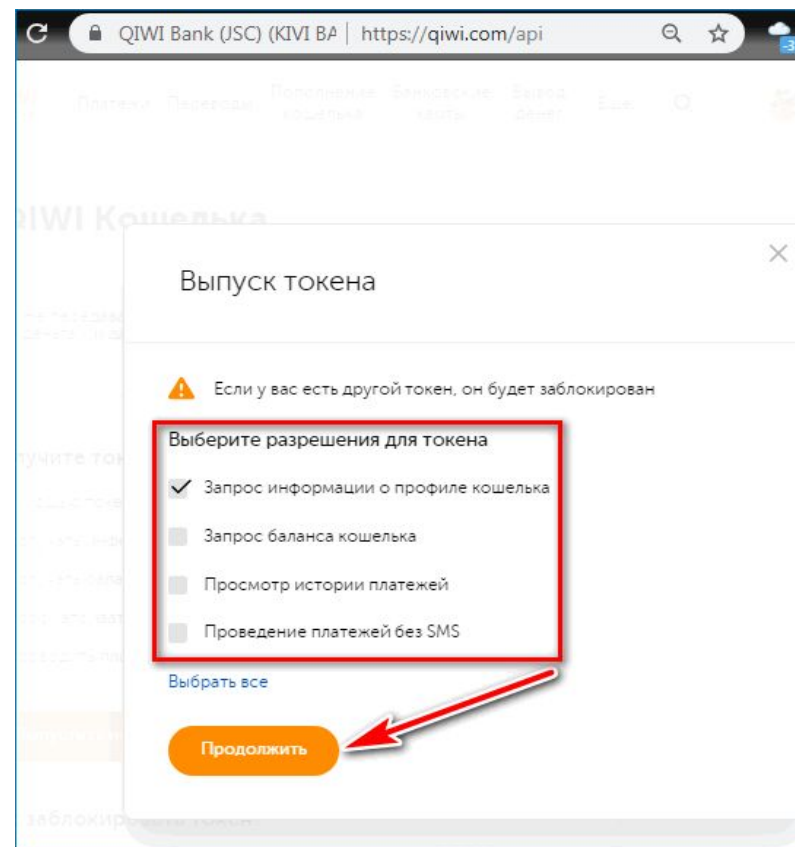 QIWI Bank (JSC) (KIVI BA | https://qiwi.com/api
-3
Платежи Переводы Пополнение кошелька Банковские карты Вывод денег Еще
QIWI Кошелька
Выпуск токена
Если у вас есть другой токен, он будет заблокирован
Выберите разрешения для токена
Запрос информации о профиле кошелька
Запрос баланса кошелька
Просмотр истории платежей
Проведение платежей без SMS
Выбрать все
Продолжить